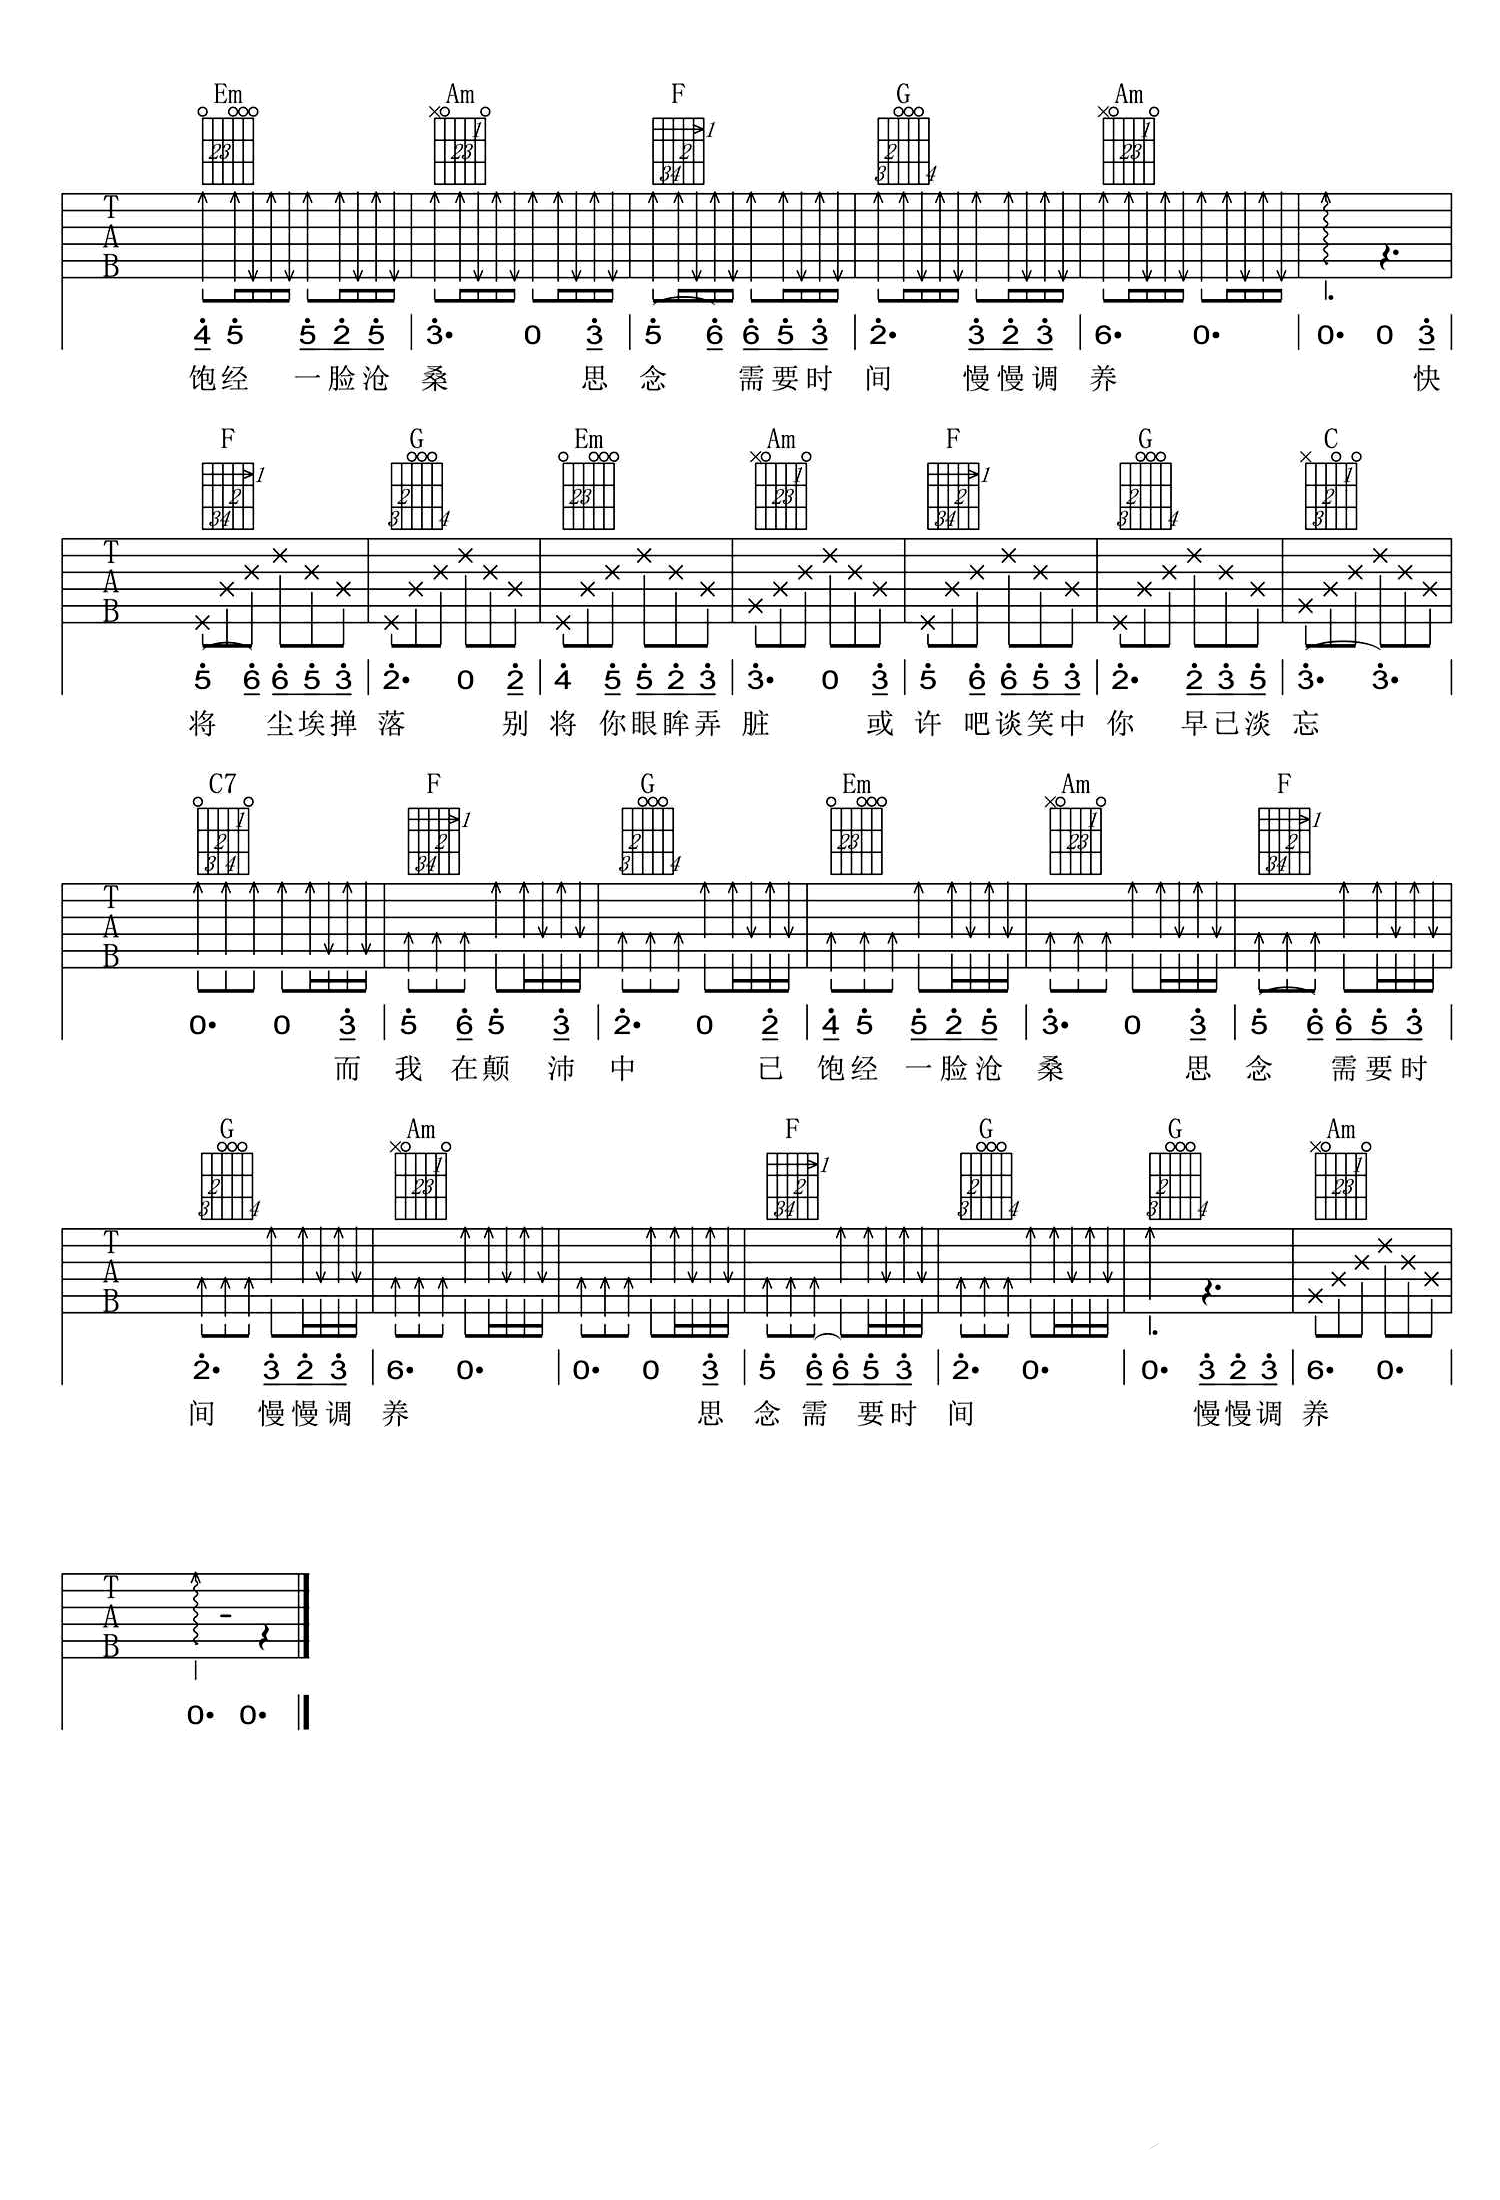 Em Am F G Am
T
A
B
4 5 5 2 5 3· 0 3 5 6 6 5 3 2· 3 2 3 6· 0· 0· 0 3
饱经 一脸沧 桑 思 念 需要时 间 慢慢调 养 快
F G Em Am F G C
T
A
B
5 6 6 5 3 2· 0 2 4 5 5 2 3 3· 0 3 5 6 6 5 3 2· 2 3 5 3· 3·
将 尘埃掸 落 别 将 你眼眸弄 脏 或 许 吧谈笑中 你 早已淡 忘
C7 F G Em Am F
T
A
B
0· 0 3 5 6 5 3 2· 0 2 4 5 5 2 5 3· 0 3 5 6 6 5 3
而 我 在颠 沛 中 已 饱经 一脸沧 桑 思 念 需要时
G Am F G G Am
T
A
B
2· 3 2 3 6· 0· 0· 0 3 5 6 6 5 3 2· 0· 0· 3 2 3 6· 0·
间 慢慢调 养 思 念 需 要时 间 慢慢调 养
T
A
B
0· 0·